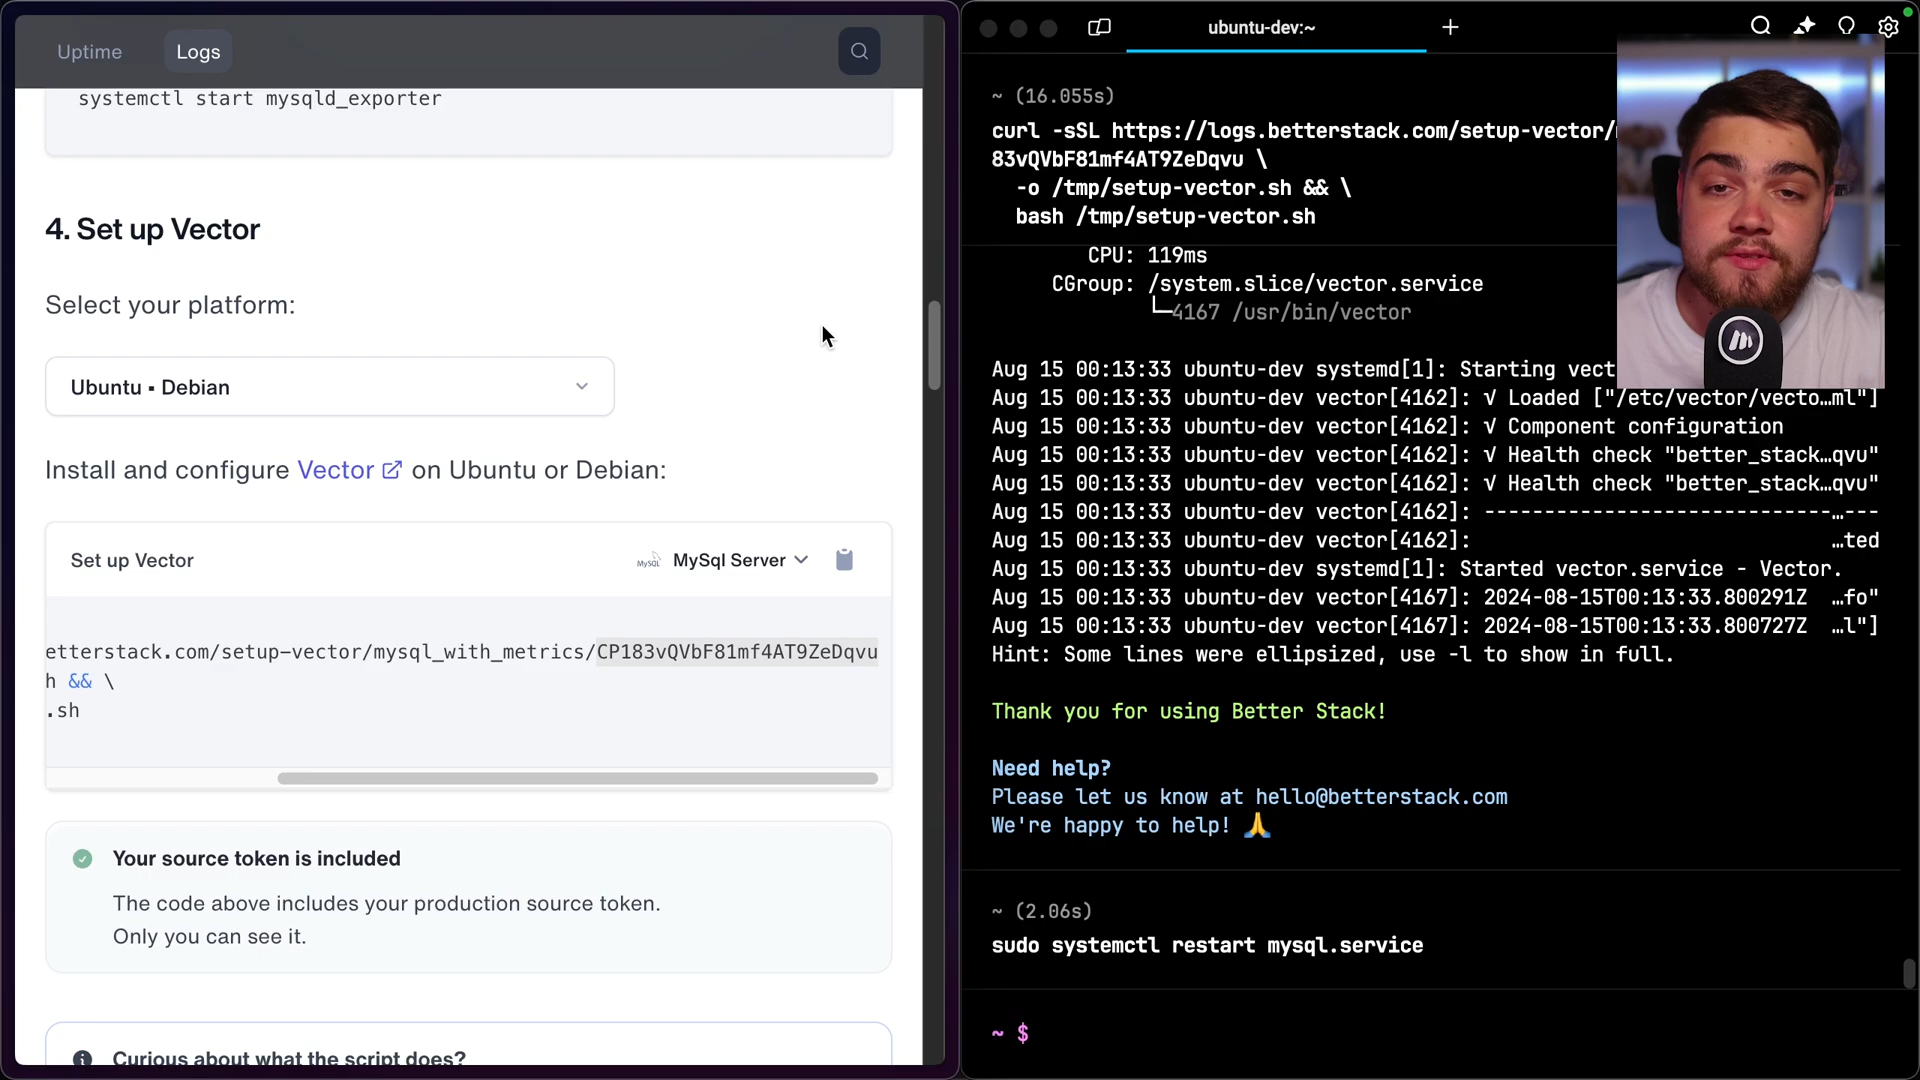 Uptime
Logs
systemctl start mysqld_exporter
4. Set up Vector
Select your platform:
Ubuntu ▪ Debian
Install and configure Vector on Ubuntu or Debian:
Set up Vector
MySQL
MySql Server
etterstack.com/setup-vector/mysql_with_metrics/CP183vQVbF81mf4AT9ZeDqvu
h && \
.sh
Your source token is included
The code above includes your production source token.
Only you can see it.
Curious about what the script does?
ubuntu-dev:~
~ (16.055s)
curl -sSL https://logs.betterstack.com/setup-vector/
83vQVbF81mf4AT9ZeDqvu \
-o /tmp/setup-vector.sh && \
bash /tmp/setup-vector.sh
CPU: 119ms
CGroup: /system.slice/vector.service
└─4167 /usr/bin/vector
Aug 15 00:13:33 ubuntu-dev systemd[1]: Starting vect
Aug 15 00:13:33 ubuntu-dev vector[4162]: √ Loaded ["/etc/vector/vecto…ml"]
Aug 15 00:13:33 ubuntu-dev vector[4162]: √ Component configuration
Aug 15 00:13:33 ubuntu-dev vector[4162]: √ Health check "better_stack…qvu"
Aug 15 00:13:33 ubuntu-dev vector[4162]: √ Health check "better_stack…qvu"
Aug 15 00:13:33 ubuntu-dev vector[4162]: -----------------------------…---
Aug 15 00:13:33 ubuntu-dev vector[4162]: …ted
Aug 15 00:13:33 ubuntu-dev systemd[1]: Started vector.service - Vector.
Aug 15 00:13:33 ubuntu-dev vector[4167]: 2024-08-15T00:13:33.800291Z …fo"
Aug 15 00:13:33 ubuntu-dev vector[4167]: 2024-08-15T00:13:33.800727Z …l"]
Hint: Some lines were ellipsized, use -l to show in full.
Thank you for using Better Stack!
Need help?
Please let us know at hello@betterstack.com
We're happy to help! 🙏
~ (2.06s)
sudo systemctl restart mysql.service
~ $